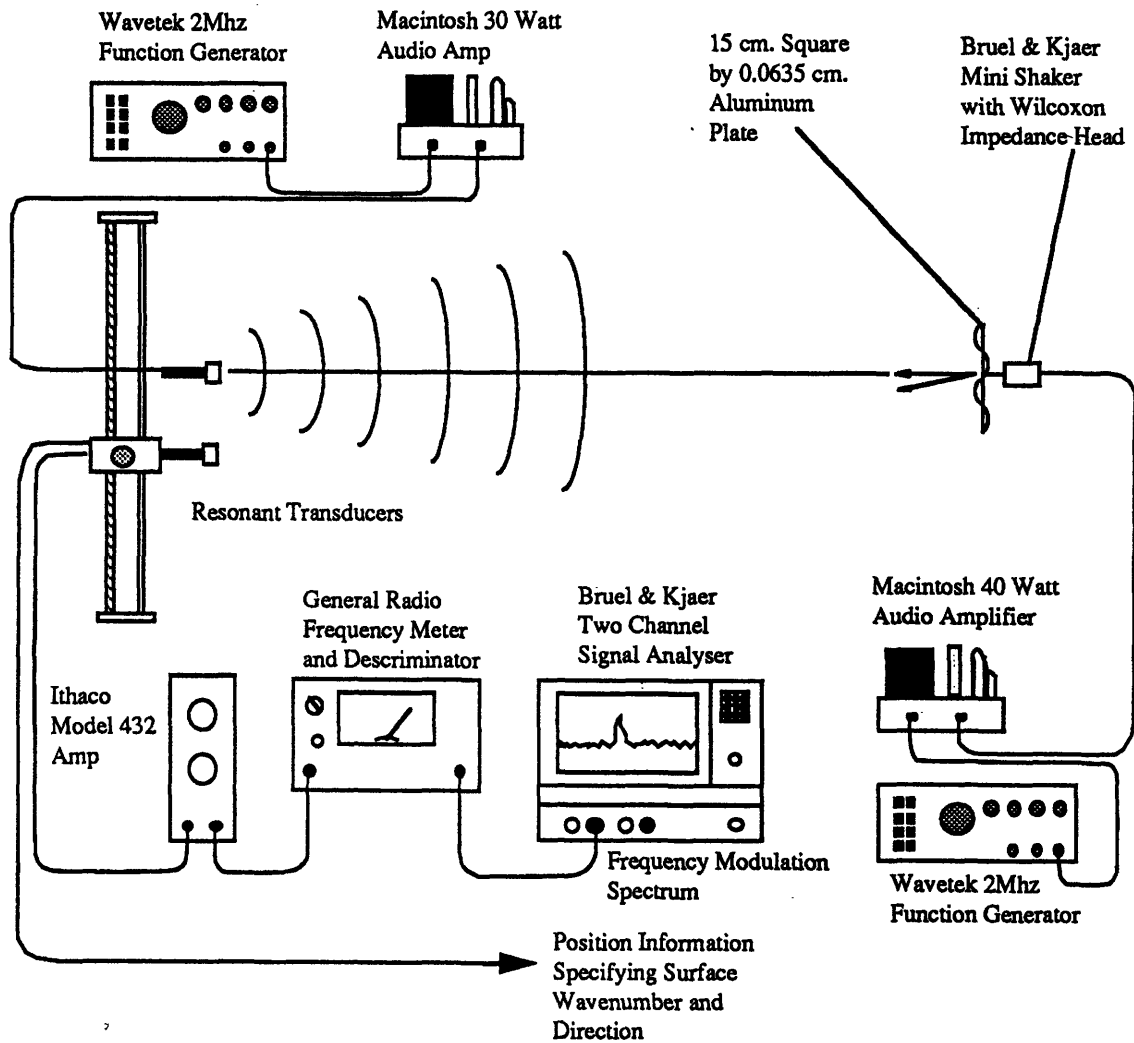 Wavetek 2Mhz
Function Generator
Macintosh 30 Watt
Audio Amp
15 cm. Square
by 0.0635 cm.
Aluminum
Plate
Bruel & Kjaer
Mini Shaker
with Wilcoxon
Impedance Head
Resonant Transducers
General Radio
Frequency Meter
and Descriminator
Bruel & Kjaer
Two Channel
Signal Analyser
Macintosh 40 Watt
Audio Amplifier
Ithaco
Model 432
Amp
Frequency Modulation
Spectrum
Wavetek 2Mhz
Function Generator
Position Information
Specifying Surface
Wavenumber and
Direction